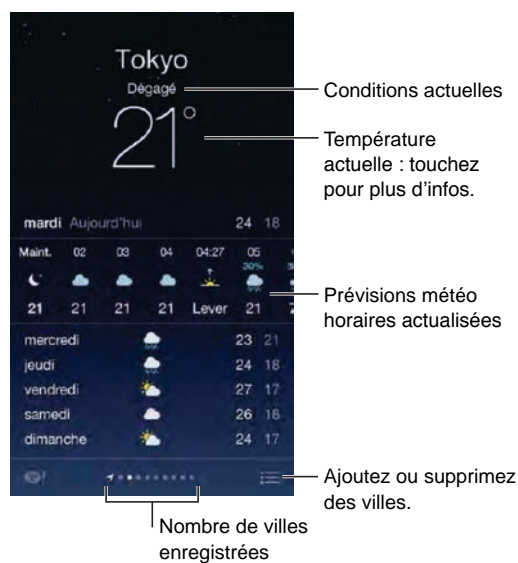 Tokyo
Dégagé
21°
Conditions actuelles
Température
actuelle : touchez
pour plus d'infos.
mardi Aujourd'hui 24 18
Maint. 02 03 04 04:27 05
30%
21 21 21 21 Lever 21
Prévisions météo
horaires actualisées
mercredi 23 21
jeudi 24 18
vendredi 27 17
samedi 26 18
dimanche 24 17
Ajoutez ou supprimez
des villes.
Nombre de villes
enregistrées